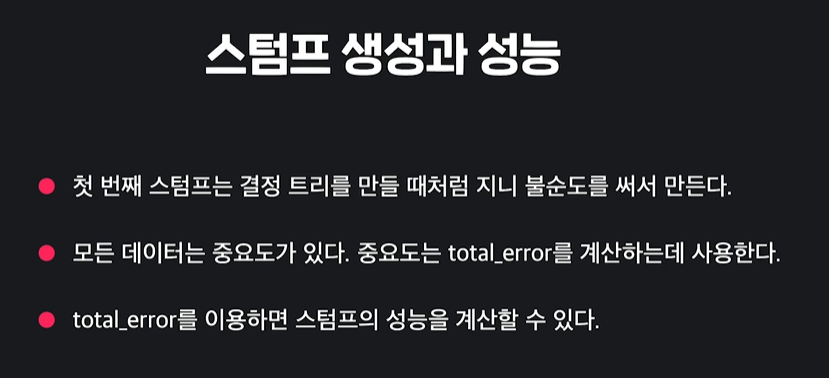 스텀프 생성과 성능
첫 번째 스텀프는 결정 트리를 만들 때처럼 지니 불순도를 써서 만든다.
모든 데이터는 중요도가 있다. 중요도는 total_error를 계산하는데 사용한다.
total_error를 이용하면 스텀프의 성능을 계산할 수 있다.